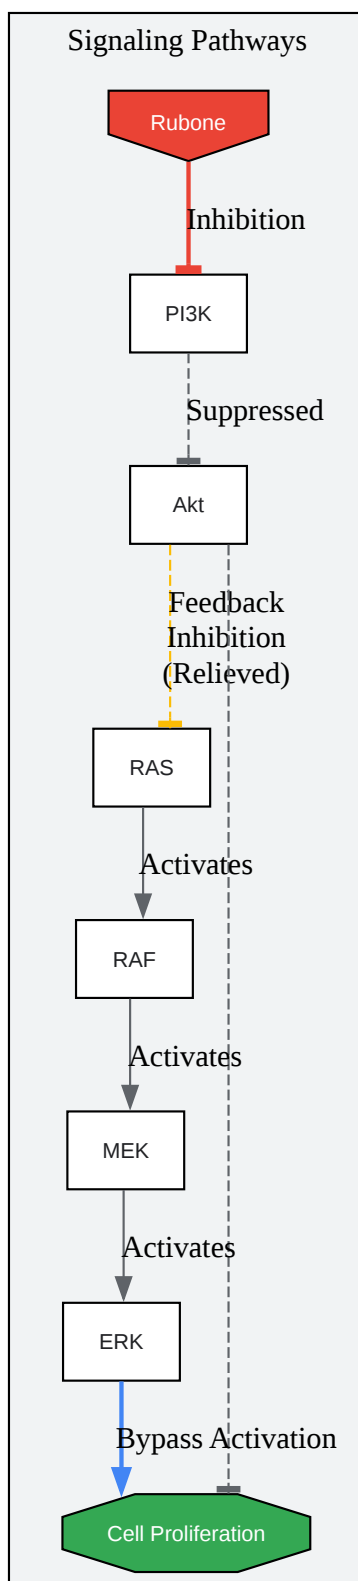 Signaling Pathways
Rubone
Inhibition
PI3K
Suppressed
Akt
Feedback
Inhibition
(Relieved)
RAS
Activates
RAF
Activates
MEK
Activates
ERK
Bypass Activation
Cell Proliferation